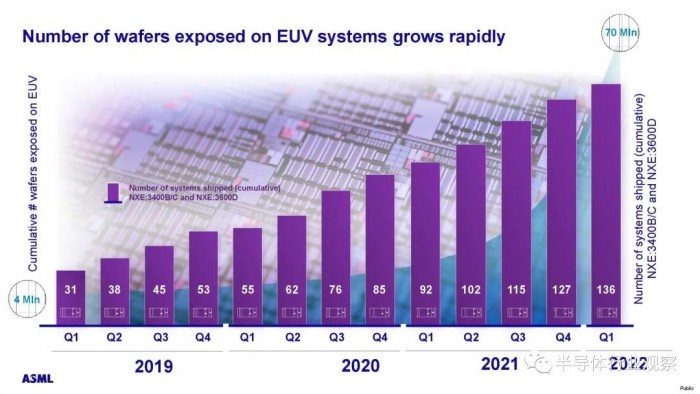 Number of wafers exposed on EUV systems grows rapidly
70 Mln
Cumulative # wafers exposed on EUV
Number of systems shipped (cumulative)
NXE:3400B/C and NXE:3600D
Number of systems shipped (cumulative)
NXE:3400B/C and NXE:3600D
4 Mln
31 38 45 53 55 62 76 85 92 102 115 127 136
Q1 Q2 Q3 Q4 Q1 Q2 Q3 Q4 Q1 Q2 Q3 Q4 Q1
2019 2020 2021 2022
半导体行业观察
ASML
Public